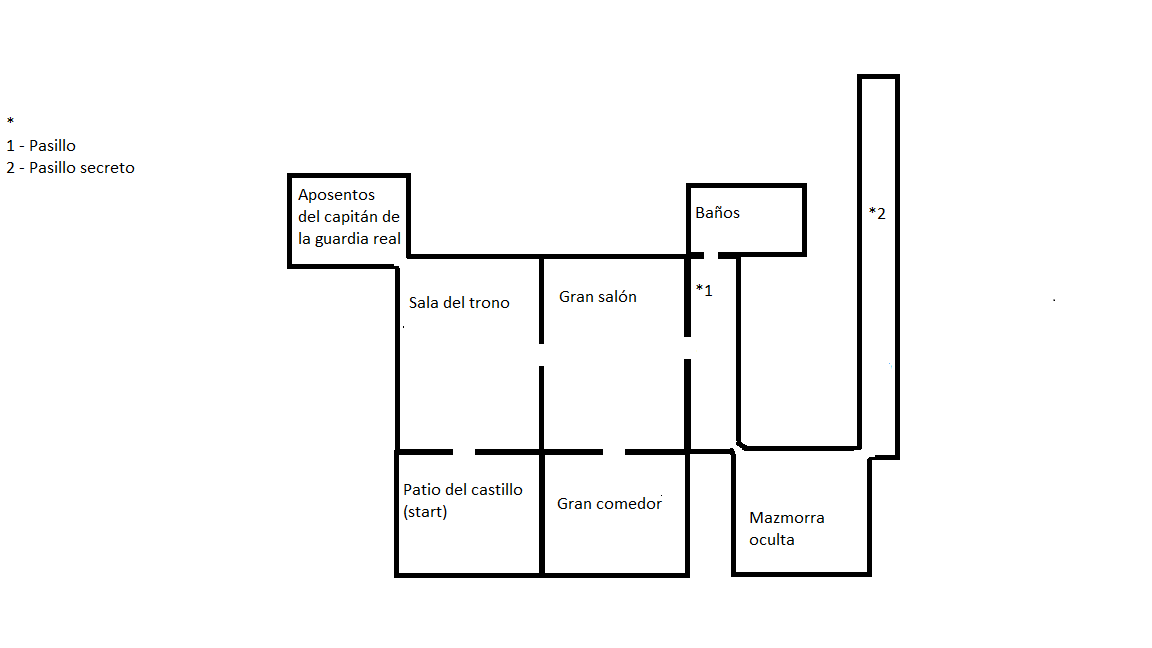 *
1 - Pasillo
2 - Pasillo secreto
Aposentos
del capitán de
la guardia real
Baños
*2
*1
Sala del trono
Gran salón
Patio del castillo
(start)
Gran comedor
Mazmorra
oculta